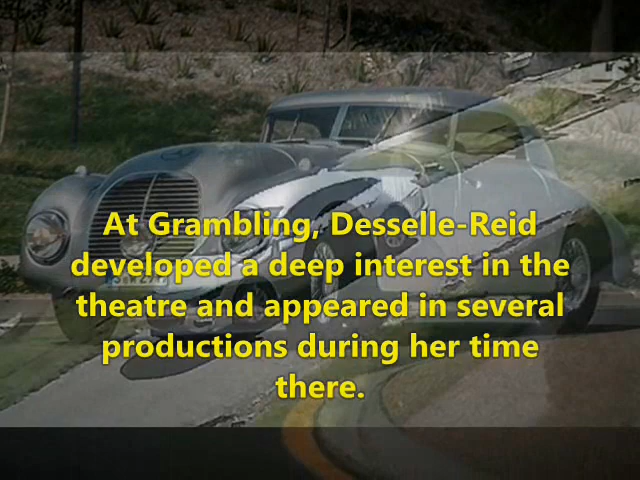 At Grambling, Desselle-Reid
developed a deep interest in the
theatre and appeared in several
productions during her time
there.